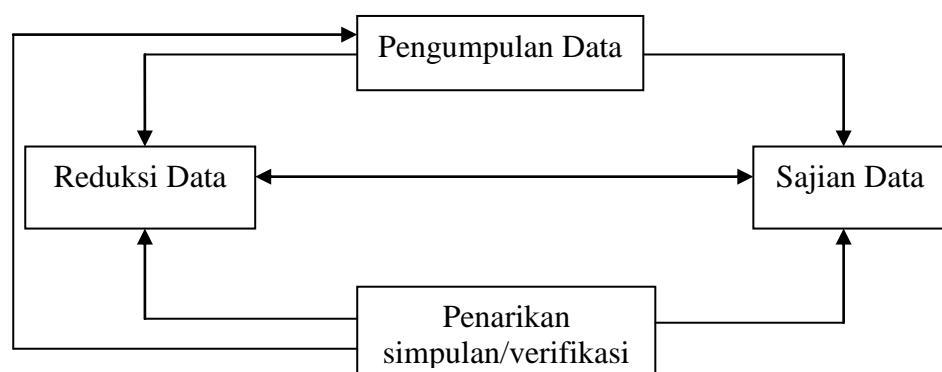 Pengumpulan Data
Reduksi Data
Sajian Data
Penarikan
simpulan/verifikasi